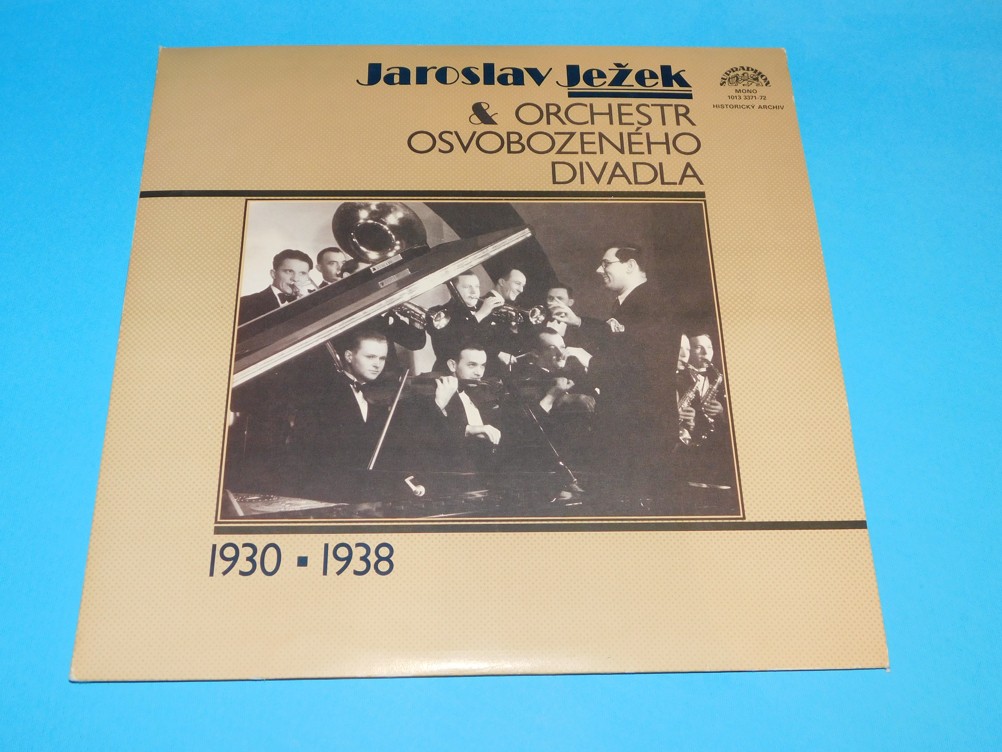 Jaroslav Ježek
& ORCHESTR
OSVOBOZENÉHO
DIVADLA
SUPRAPHON
MONO
1013 3371-72
HISTORICKÝ ARCHIV
1930 ▪ 1938